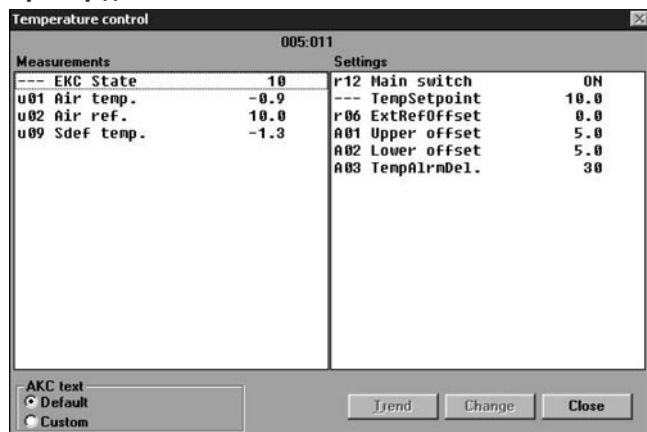 Temperature control
005:011
Measurements
--- EKC State 10
u01 Air temp. -0.9
u02 Air ref. 10.0
u09 Sdef temp. -1.3
Settings
r12 Main switch ON
--- TempSetpoint 10.0
r06 ExtRefOffset 0.0
A01 Upper offset 5.0
A02 Lower offset 5.0
A03 TempAlrmDel. 30
AKC text
Default
Custom
Trend Change Close